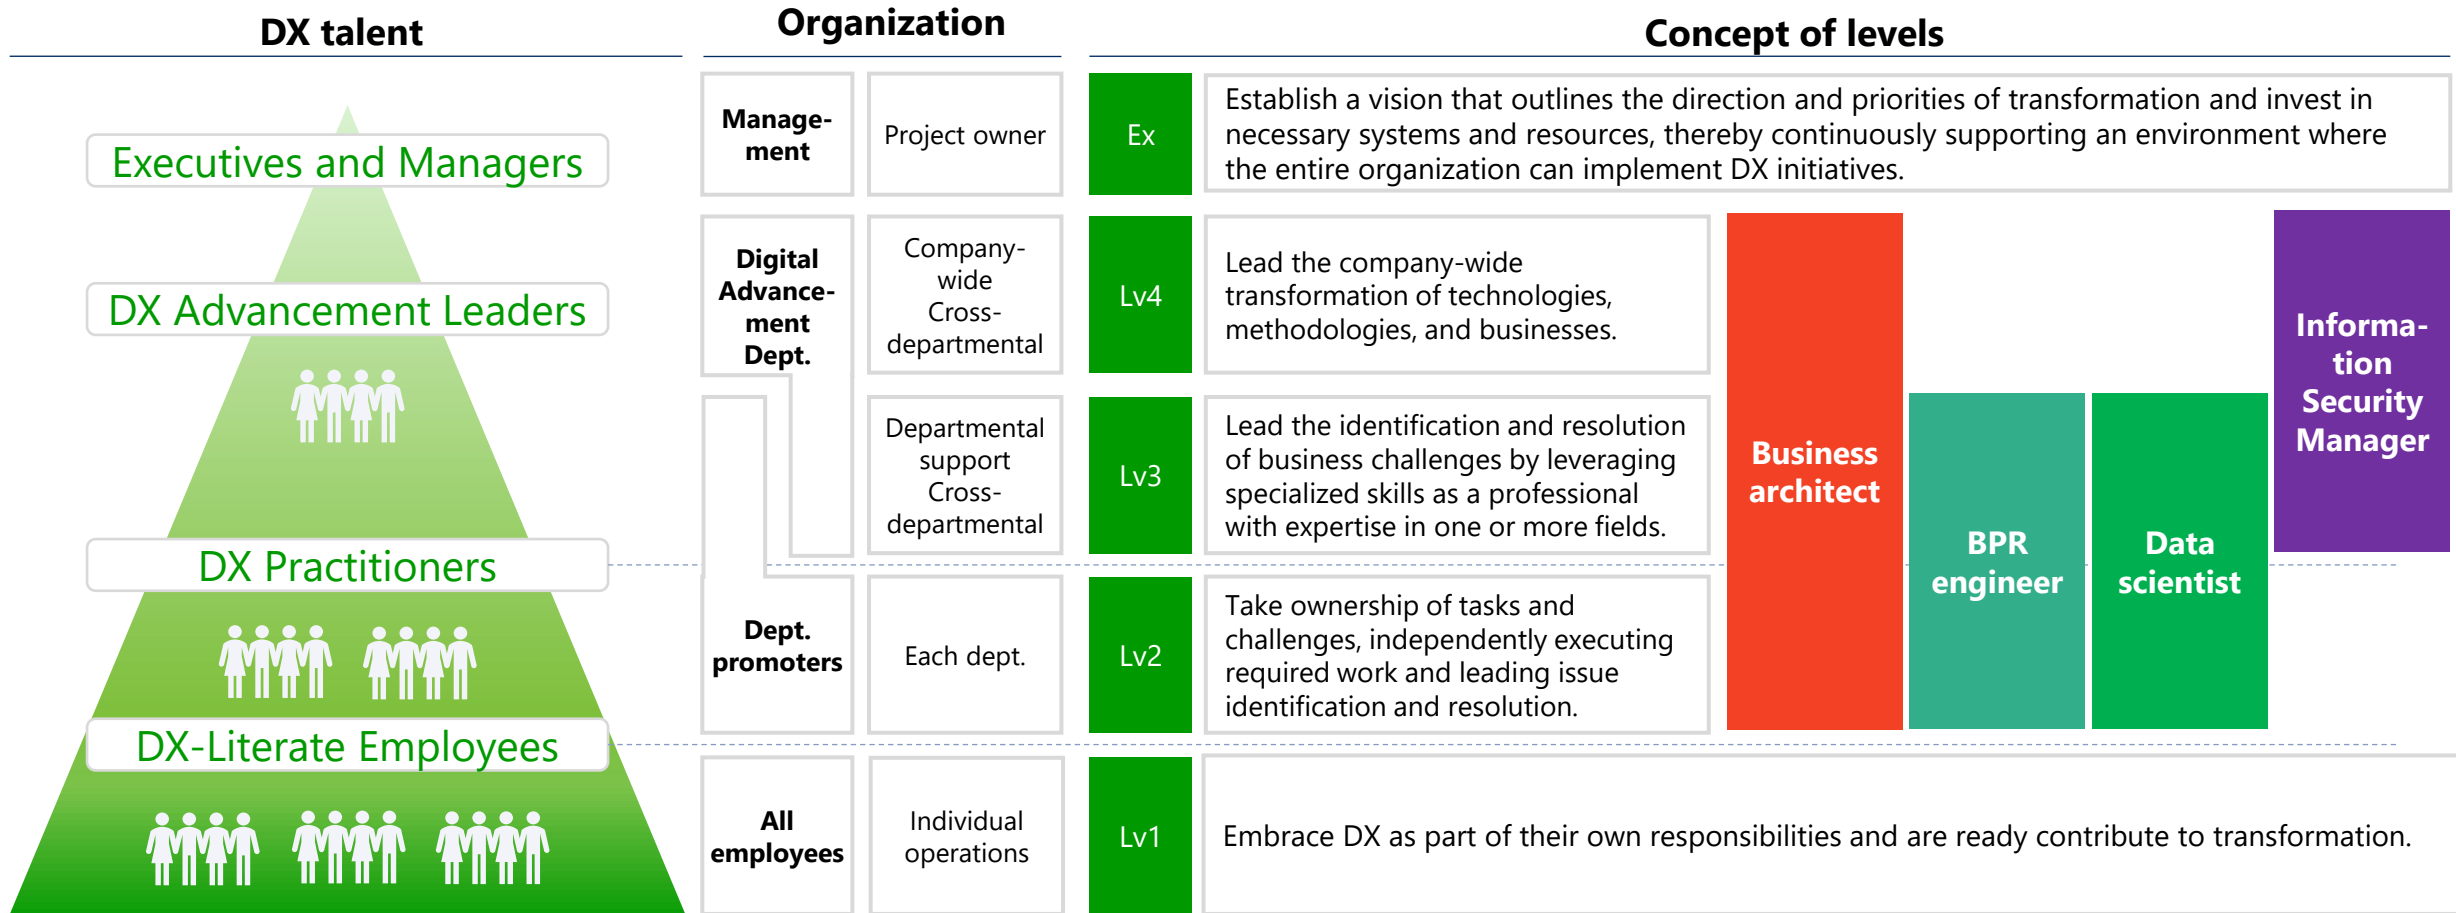 DX talent
Organization
Concept of levels
Executives and Managers
DX Advancement Leaders
DX Practitioners
DX-Literate Employees
Manage-
ment
Project owner
Ex
Establish a vision that outlines the direction and priorities of transformation and invest in
necessary systems and resources, thereby continuously supporting an environment where
the entire organization can implement DX initiatives.
Digital
Advance-
ment
Dept.
Company-
wide
Cross-
departmental
Lv4
Lead the company-wide
transformation of technologies,
methodologies, and businesses.
Departmental
support
Cross-
departmental
Lv3
Lead the identification and resolution
of business challenges by leveraging
specialized skills as a professional
with expertise in one or more fields.
Dept.
promoters
Each dept.
Lv2
Take ownership of tasks and
challenges, independently executing
required work and leading issue
identification and resolution.
Business
architect
BPR
engineer
Data
scientist
Informa-
tion
Security
Manager
All
employees
Individual
operations
Lv1
Embrace DX as part of their own responsibilities and are ready contribute to transformation.